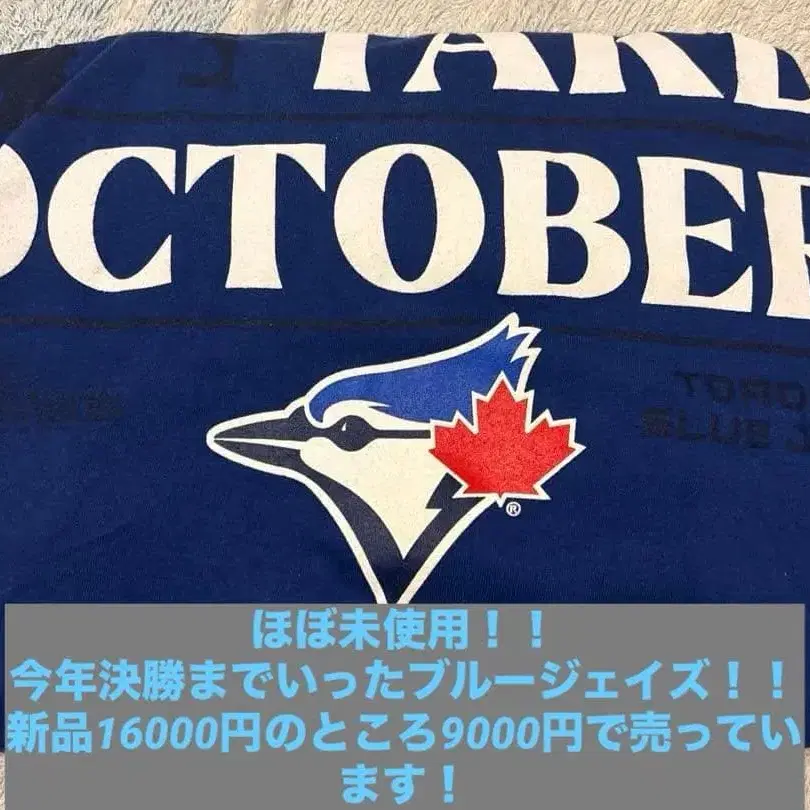 TAKE
OCTOBER
®
ほぼ未使用！！
今年決勝までいったブルージェイズ！！
新品16000円のところ9000円で売ってい
ます！